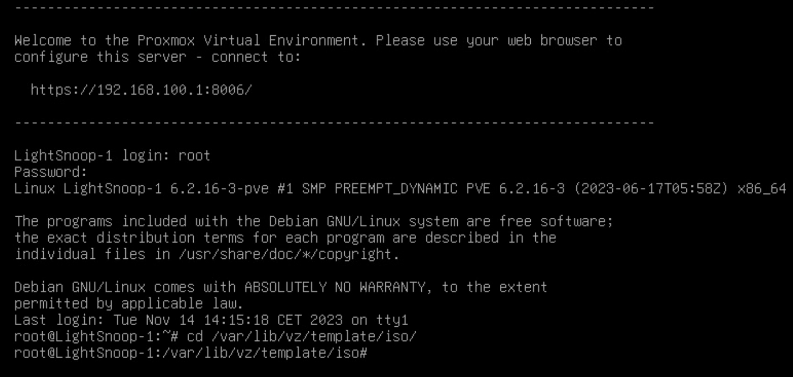 -------------------------------------------------------------------------------
Welcome to the Proxmox Virtual Environment. Please use your web browser to
configure this server - connect to:
https://192.168.100.1:8006/
-------------------------------------------------------------------------------
LightSnoop-1 login: root
Password:
Linux LightSnoop-1 6.2.16-3-pve #1 SMP PREEMPT_DYNAMIC PVE 6.2.16-3 (2023-06-17T05:58Z) x86_64
The programs included with the Debian GNU/Linux system are free software;
the exact distribution terms for each program are described in the
individual files in /usr/share/doc/*/copyright.
Debian GNU/Linux comes with ABSOLUTELY NO WARRANTY, to the extent
permitted by applicable law.
Last login: Tue Nov 14 14:15:18 CET 2023 on tty1
root@LightSnoop-1:~# cd /var/lib/vz/template/iso/
root@LightSnoop-1:/var/lib/vz/template/iso#